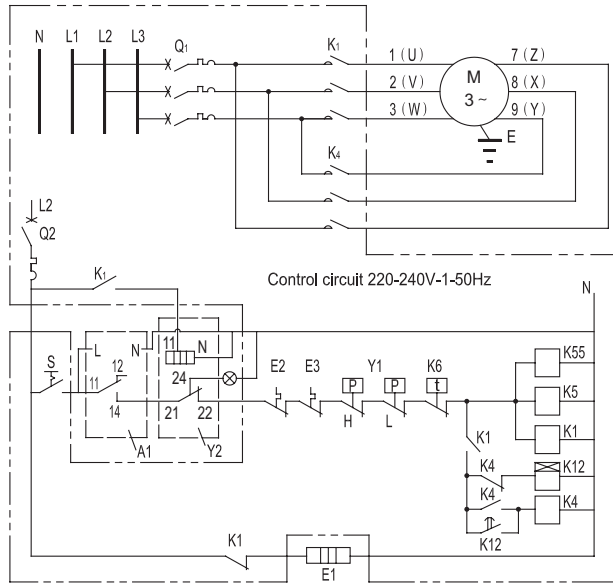 N L1 L2 L3 Q1 K1 1 (U) 7 (Z)
M 3 ~
2 (V) 8 (X)
3 (W) 9 (Y)
E
K4
L2
Q2
K1
Control circuit 220-240V-1-50Hz
N
S
L
11
12
14
N
A1
11
N
24
21 22
Y2
E2 E3 Y1 K6
P P t
H L
K55
K5
K1
K1
K4
K12
K4
K4
K12
K1
E1